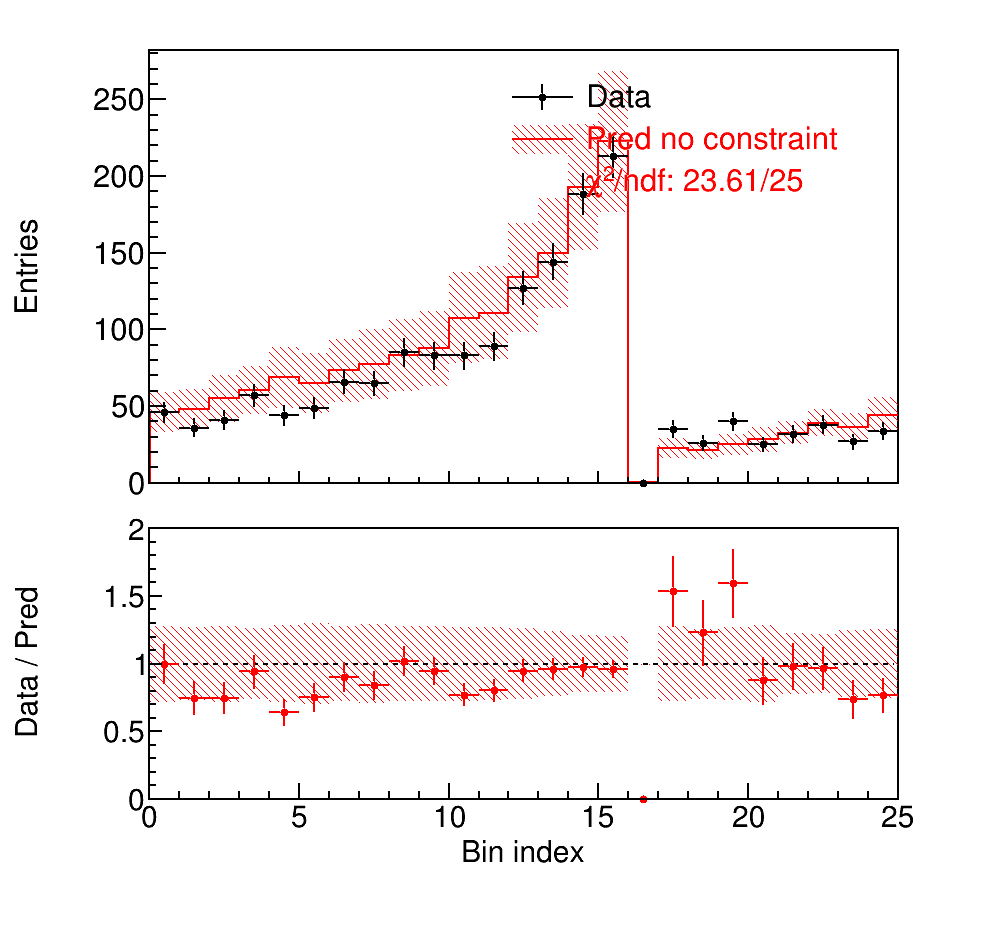 Entries
250
200
150
100
50
0
Data
Pred no constraint
χ²/ndf: 23.61/25
Data / Pred
2
1.5
1
0.5
0
0 5 10 15 20 25
Bin index